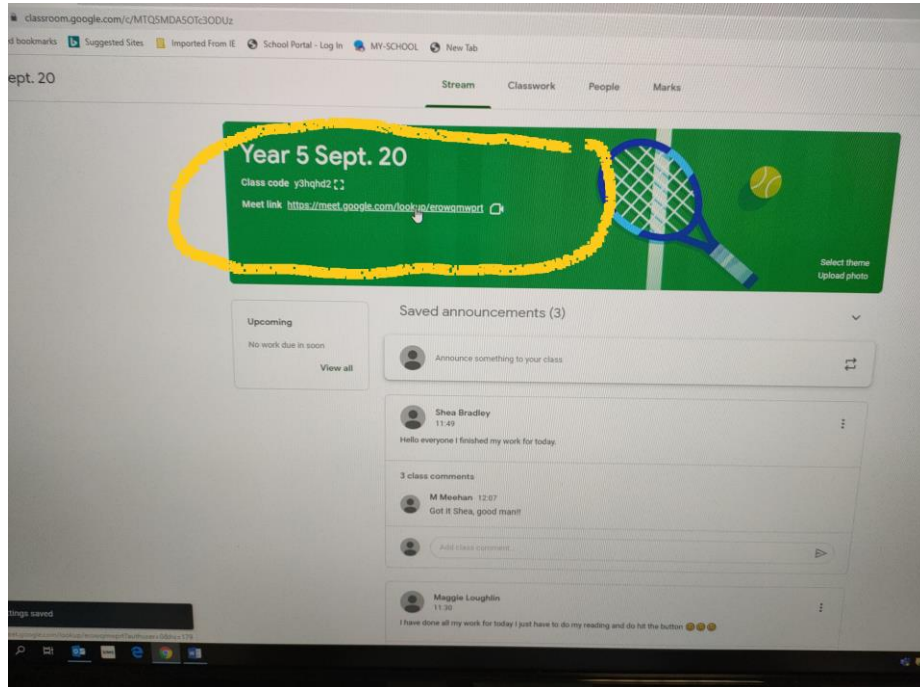 classroom.google.com/c/MTQ5MDA5OTc3ODUz
ed bookmarks Suggested Sites Imported From IE School Portal - Log In MY-SCHOOL New Tab
ept. 20
Stream Classwork People Marks
Year 5 Sept. 20
Class code y3hqhd2
Meet link https://meet.google.com/lookup/erowqmwprt
Select theme
Upload photo
Upcoming
No work due in soon
View all
Saved announcements (3)
Announce something to your class
Shea Bradley
11:49
Hello everyone I finished my work for today.
3 class comments
M Meehan 12:07
Got it Shea, good man!!
Add class comment...
Maggie Loughlin
11:30
I have done all my work for today I just have to do my reading and do hit the button
ttings saved